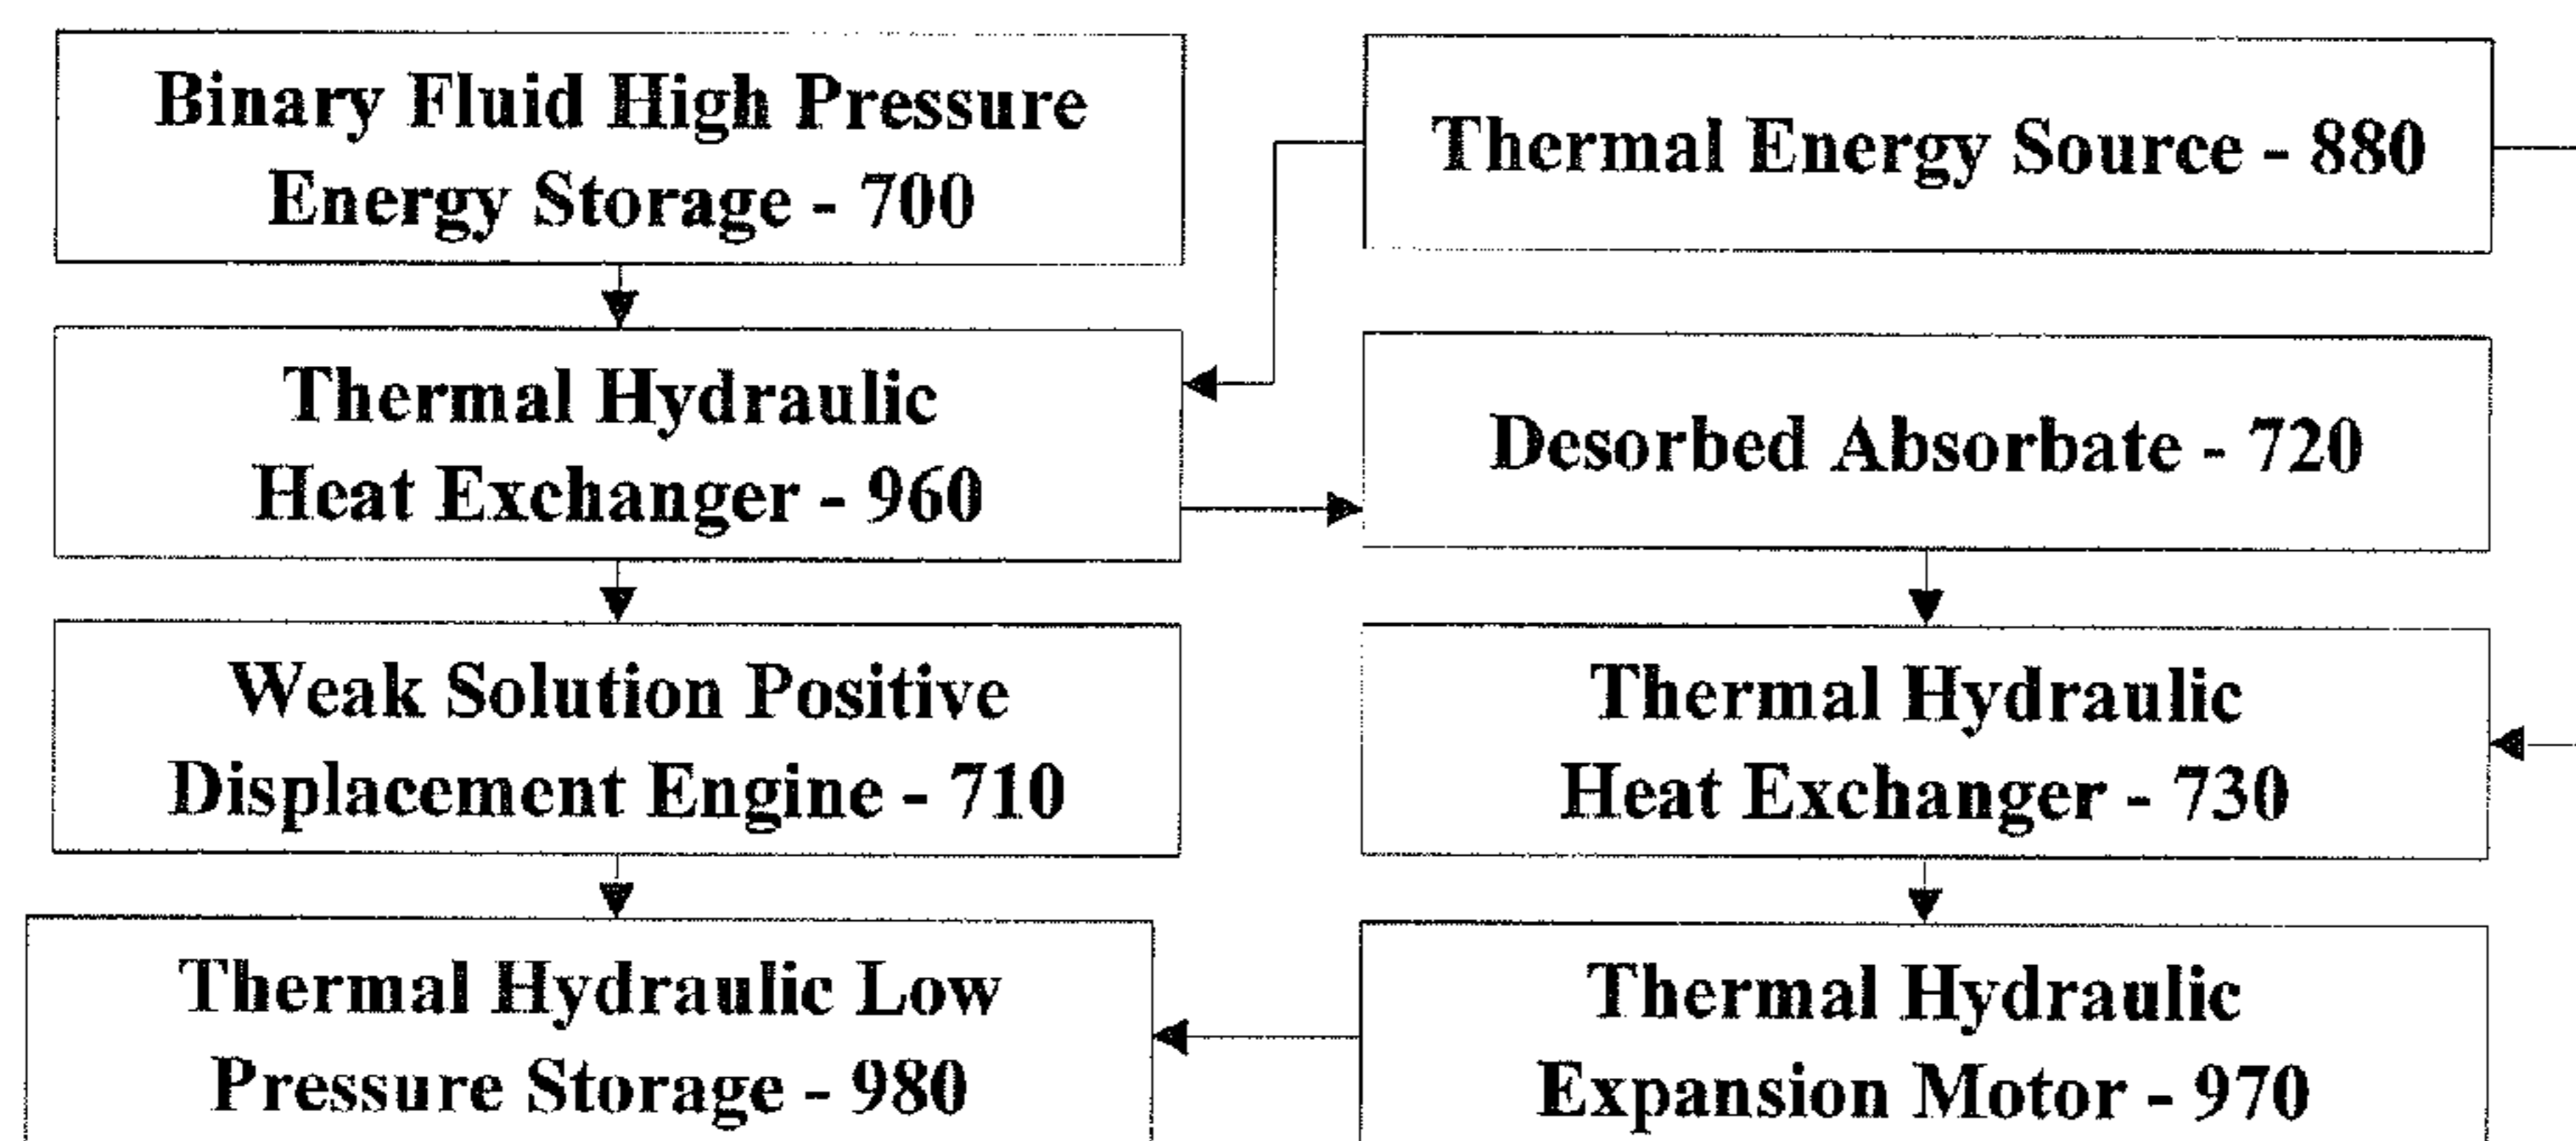 Binary Fluid High Pressure
Energy Storage - 700
Thermal Energy Source - 880
Thermal Hydraulic
Heat Exchanger - 960
Desorbed Absorbate - 720
Weak Solution Positive
Displacement Engine - 710
Thermal Hydraulic
Heat Exchanger - 730
Thermal Hydraulic Low
Pressure Storage - 980
Thermal Hydraulic
Expansion Motor - 970